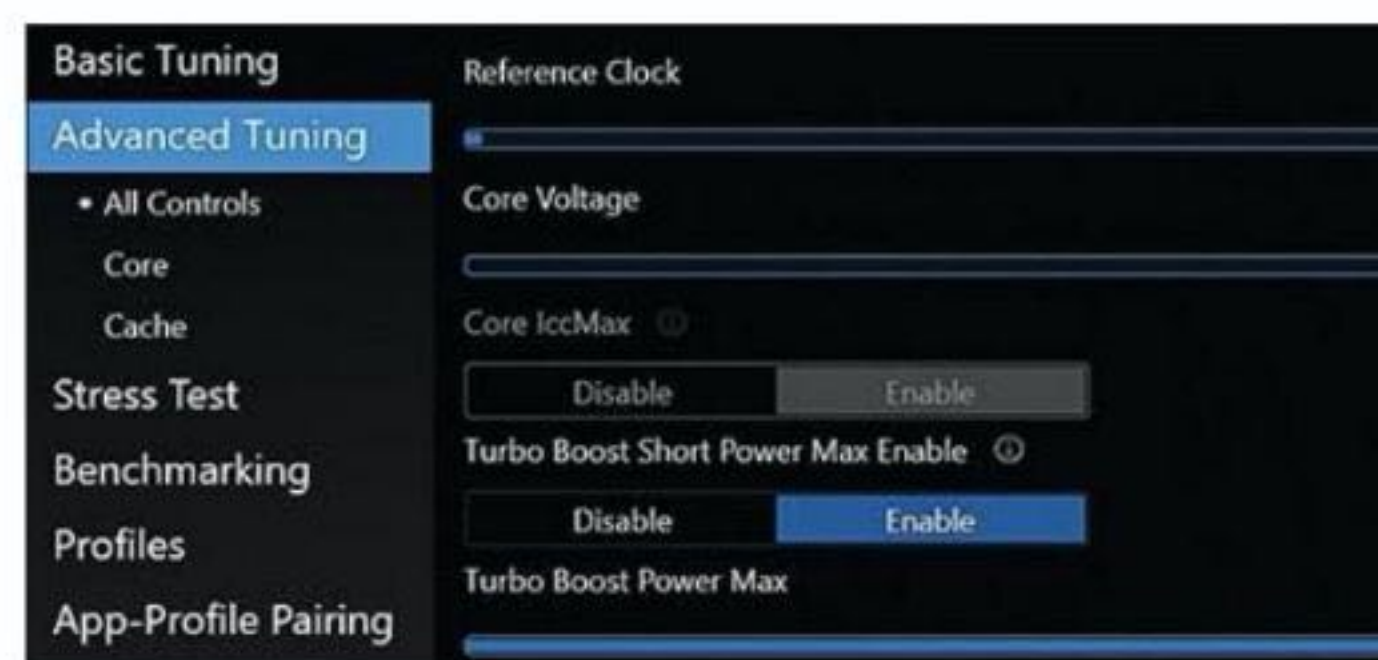 Basic Tuning
Advanced Tuning
• All Controls
Core
Cache
Stress Test
Benchmarking
Profiles
App-Profile Pairing
Reference Clock
Core Voltage
Core IccMax
Disable Enable
Turbo Boost Short Power Max Enable
Disable Enable
Turbo Boost Power Max